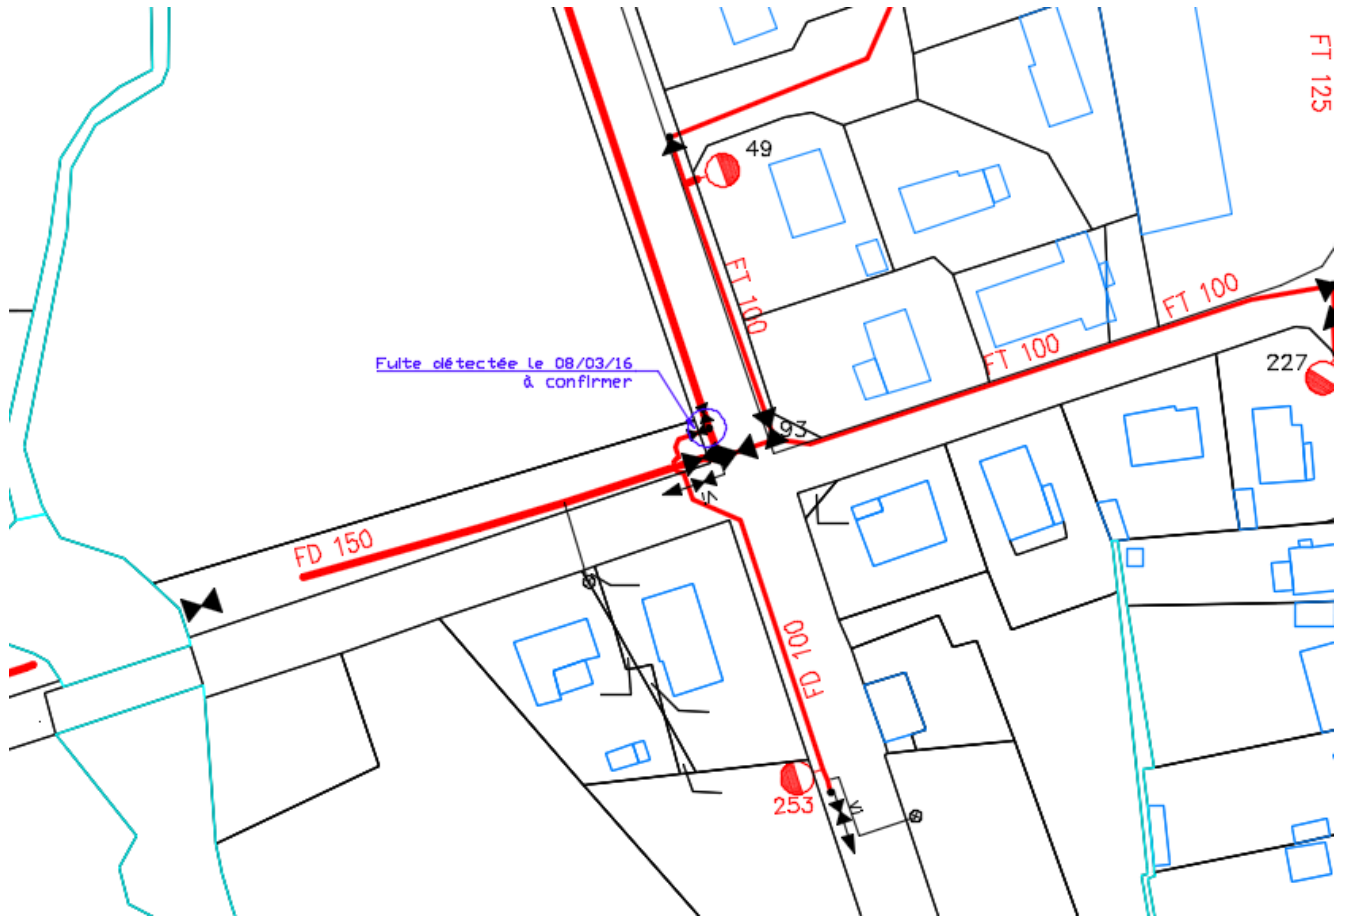 FT 125
49
FT 100
FT 100
FT 100
227
Fuite détectée le 08/03/16
à confirmer
93
FD 150
FD 100
253